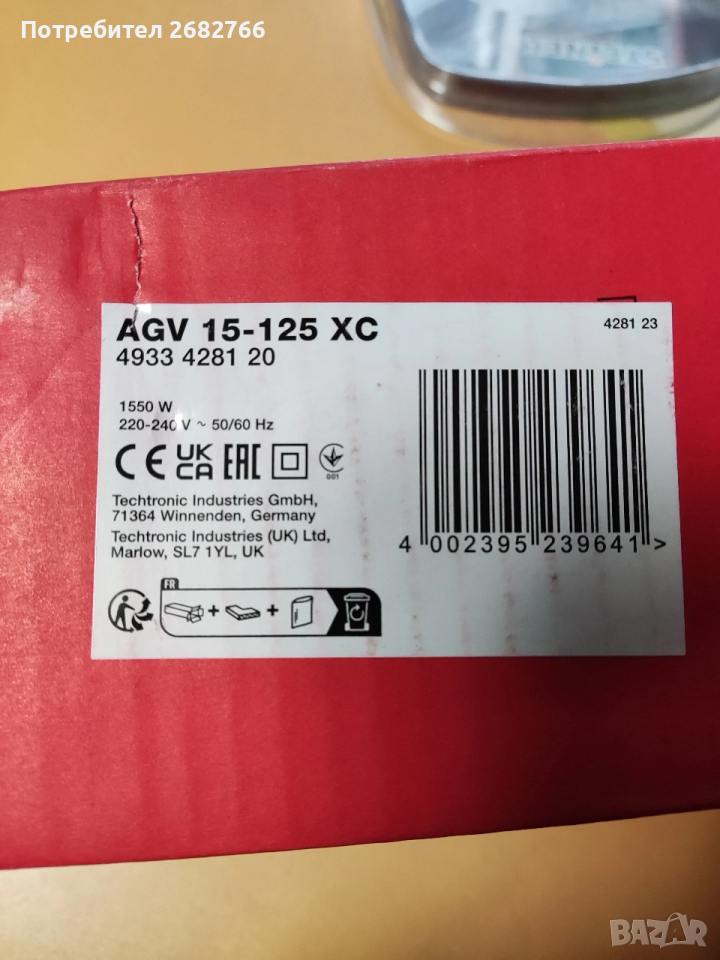 Потребител 2682766
AGV 15-125 XC
4281 23
4933 4281 20
1550 W
220-240 V ~ 50/60 Hz
CE UK CA EAC
001
Techtronic Industries GmbH,
71364 Winnenden, Germany
Techtronic Industries (UK) Ltd,
Marlow, SL7 1YL, UK
4 002395 239641 >
FR
BAZAR